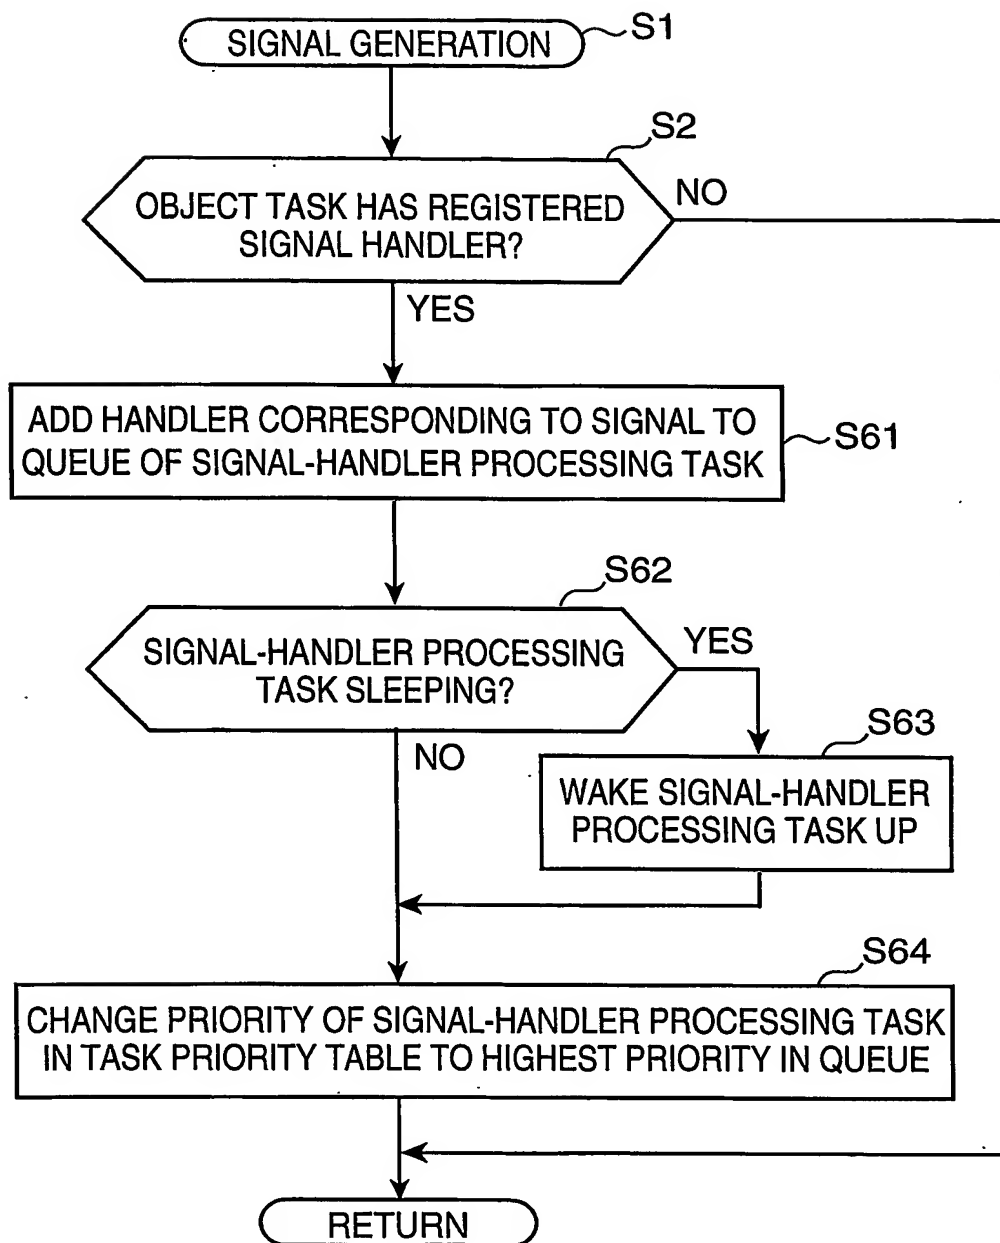 SIGNAL GENERATION
S1
S2
OBJECT TASK HAS REGISTERED
SIGNAL HANDLER?
NO
YES
ADD HANDLER CORRESPONDING TO SIGNAL TO
QUEUE OF SIGNAL-HANDLER PROCESSING TASK
S61
S62
SIGNAL-HANDLER PROCESSING
TASK SLEEPING?
YES
NO
S63
WAKE SIGNAL-HANDLER
PROCESSING TASK UP
S64
CHANGE PRIORITY OF SIGNAL-HANDLER PROCESSING TASK
IN TASK PRIORITY TABLE TO HIGHEST PRIORITY IN QUEUE
RETURN